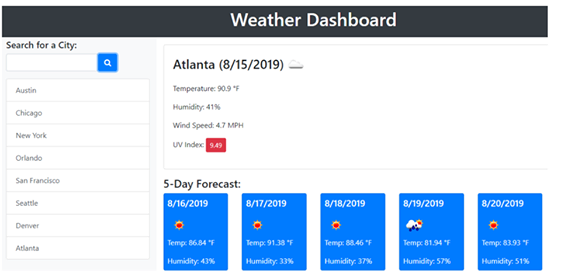 Weather Dashboard
Search for a City:
Austin
Chicago
New York
Orlando
San Francisco
Seattle
Denver
Atlanta
Atlanta (8/15/2019)
Temperature: 90.9 °F
Humidity: 41%
Wind Speed: 4.7 MPH
UV Index: 9.49
5-Day Forecast:
8/16/2019
Temp: 86.84 °F
Humidity: 43%
8/17/2019
Temp: 91.38 °F
Humidity: 33%
8/18/2019
Temp: 88.46 °F
Humidity: 37%
8/19/2019
Temp: 81.94 °F
Humidity: 57%
8/20/2019
Temp: 83.93 °F
Humidity: 51%